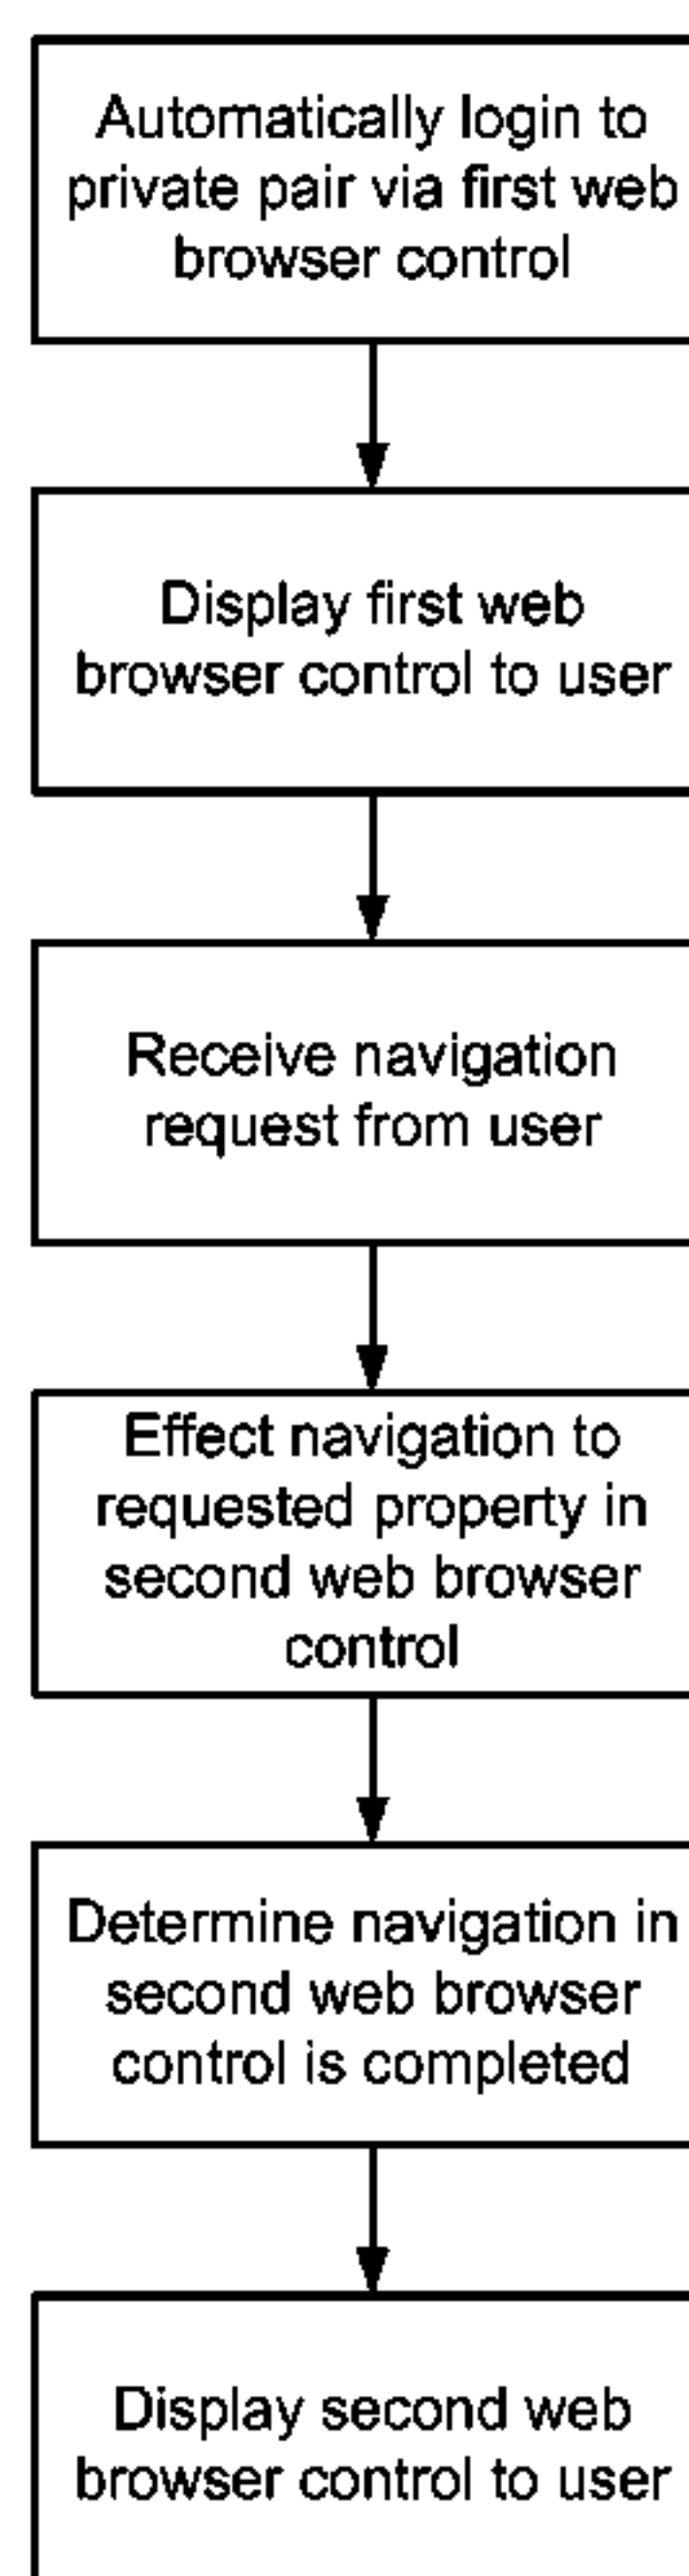 Automatically login to
private pair via first web
browser control
Display first web
browser control to user
Receive navigation
request from user
Effect navigation to
requested property in
second web browser
control
Determine navigation in
second web browser
control is completed
Display second web
browser control to user